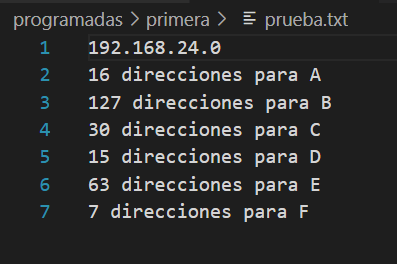 programadas > primera > prueba.txt
1 192.168.24.0
2 16 direcciones para A
3 127 direcciones para B
4 30 direcciones para C
5 15 direcciones para D
6 63 direcciones para E
7 7 direcciones para F